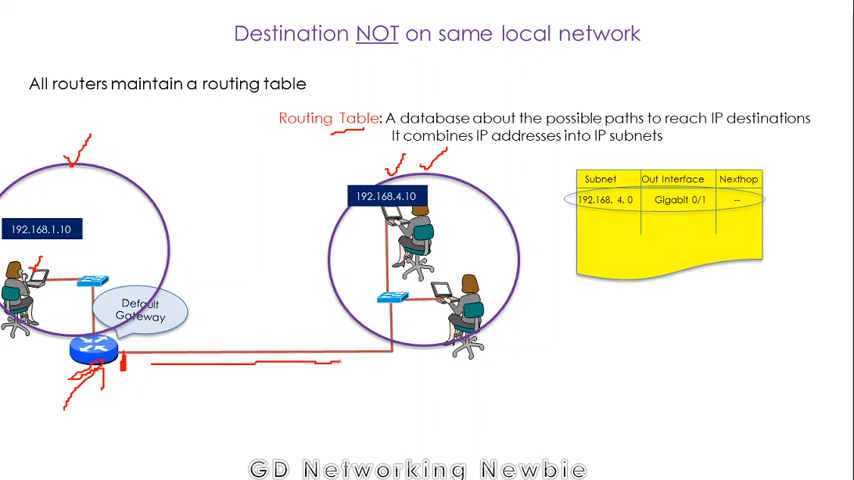 Destination NOT on same local network
All routers maintain a routing table
Routing Table: A database about the possible paths to reach IP destinations
It combines IP addresses into IP subnets
192.168.1.10
Default
Gateway
192.168.4.10
Subnet Out Interface Nexthop
192.168. 4. 0 Gigabit 0/1 --
GD Networking Newbie